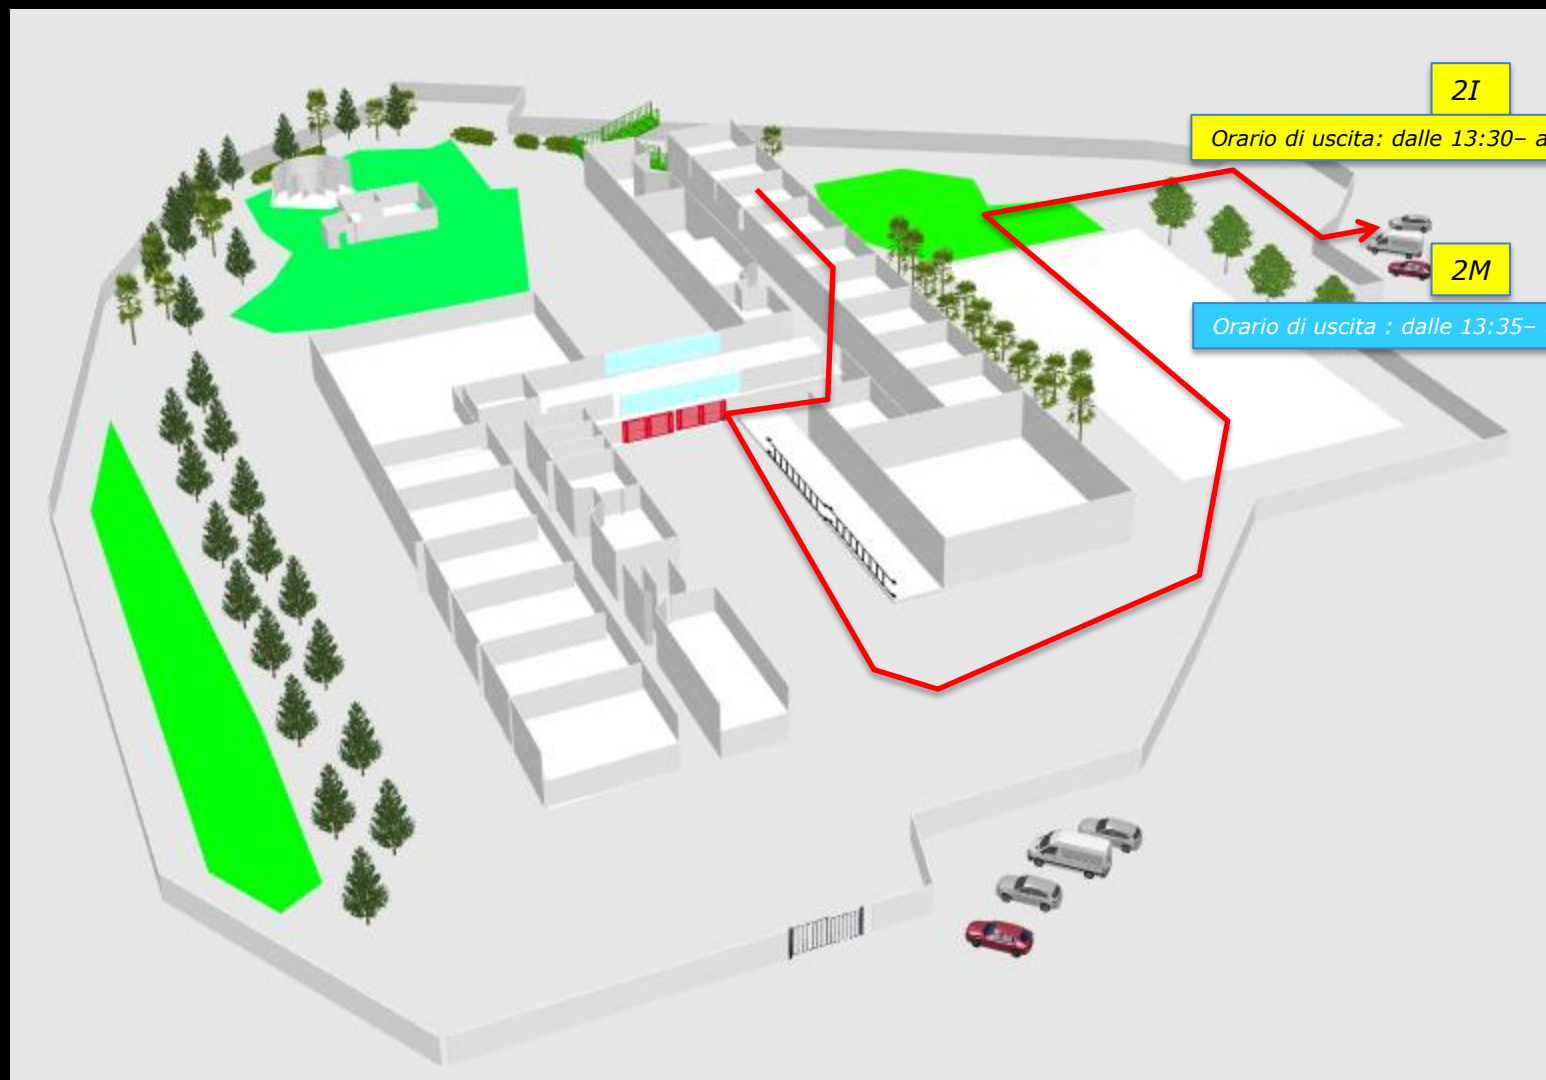 2I
Orario di uscita: dalle 13:30–
2M
Orario di uscita : dalle 13:35–